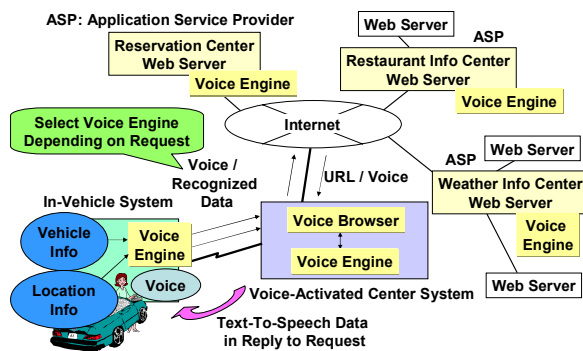 ASP: Application Service Provider
Reservation Center
Web Server
Voice Engine
Web Server
ASP
Restaurant Info Center
Web Server
Voice Engine
Select Voice Engine
Depending on Request
Internet
Voice /
Recognized
Data
URL / Voice
ASP
Web Server
Weather Info Center
Web Server
Voice
Engine
Web Server
In-Vehicle System
Vehicle
Info
Voice
Engine
Location
Info
Voice
Voice Browser
Voice Engine
Voice-Activated Center System
Text-To-Speech Data
in Reply to Request